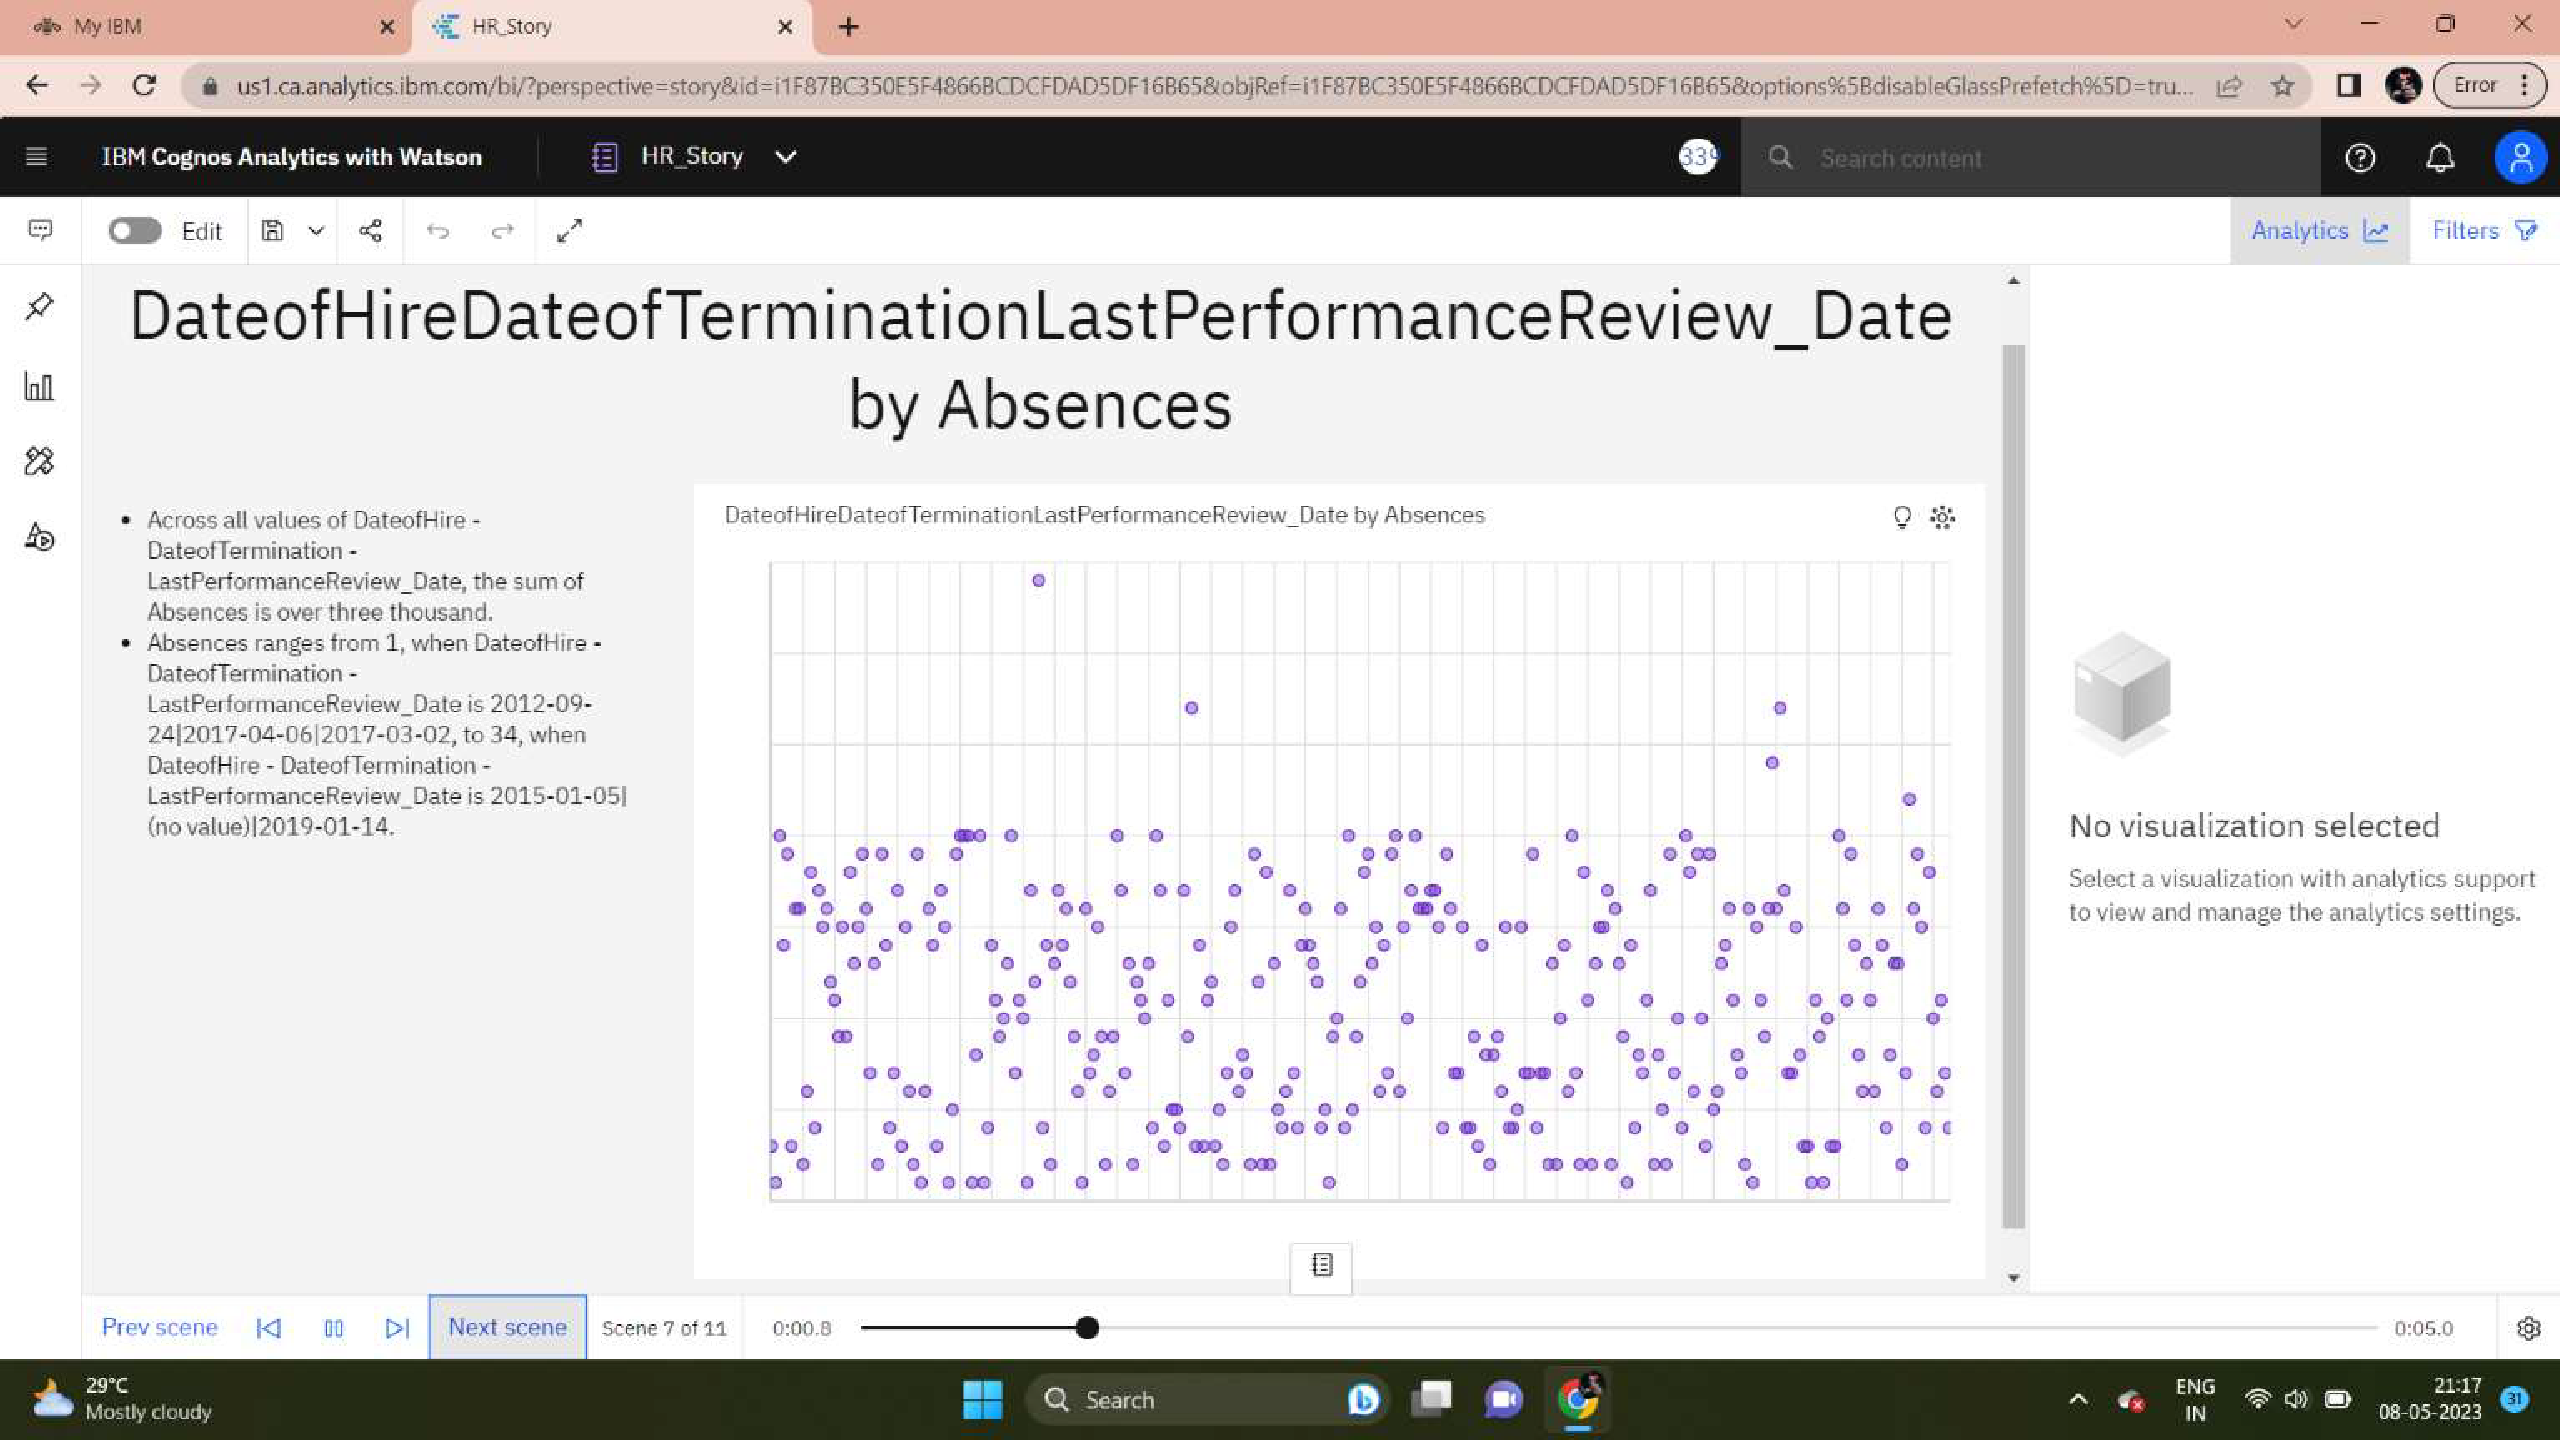 My IBM
HR_Story
us1.ca.analytics.ibm.com/bi/?perspective=story&id=i1F87BC350E5F4866BCDCFDAD5DF16B65&objRef=i1F87BC350E5F4866BCDCFDAD5DF16B65&options%5BdisableGlassPrefetch%5D=tru...
Error
IBM Cognos Analytics with Watson
HR_Story
339
Search content
Edit
Analytics
Filters
DateofHireDateofTerminationLastPerformanceReview_Date
by Absences
• Across all values of DateofHire -
DateofTermination -
LastPerformanceReview_Date, the sum of
Absences is over three thousand.
• Absences ranges from 1, when DateofHire -
DateofTermination -
LastPerformanceReview_Date is 2012-09-
24|2017-04-06|2017-03-02, to 34, when
DateofHire - DateofTermination -
LastPerformanceReview_Date is 2015-01-05|
(no value)|2019-01-14.
DateofHireDateofTerminationLastPerformanceReview_Date by Absences
No visualization selected
Select a visualization with analytics support
to view and manage the analytics settings.
Prev scene
Next scene
Scene 7 of 11
0:00.8
0:05.0
29°C
Mostly cloudy
Search
ENG
IN
21:17
08-05-2023
31